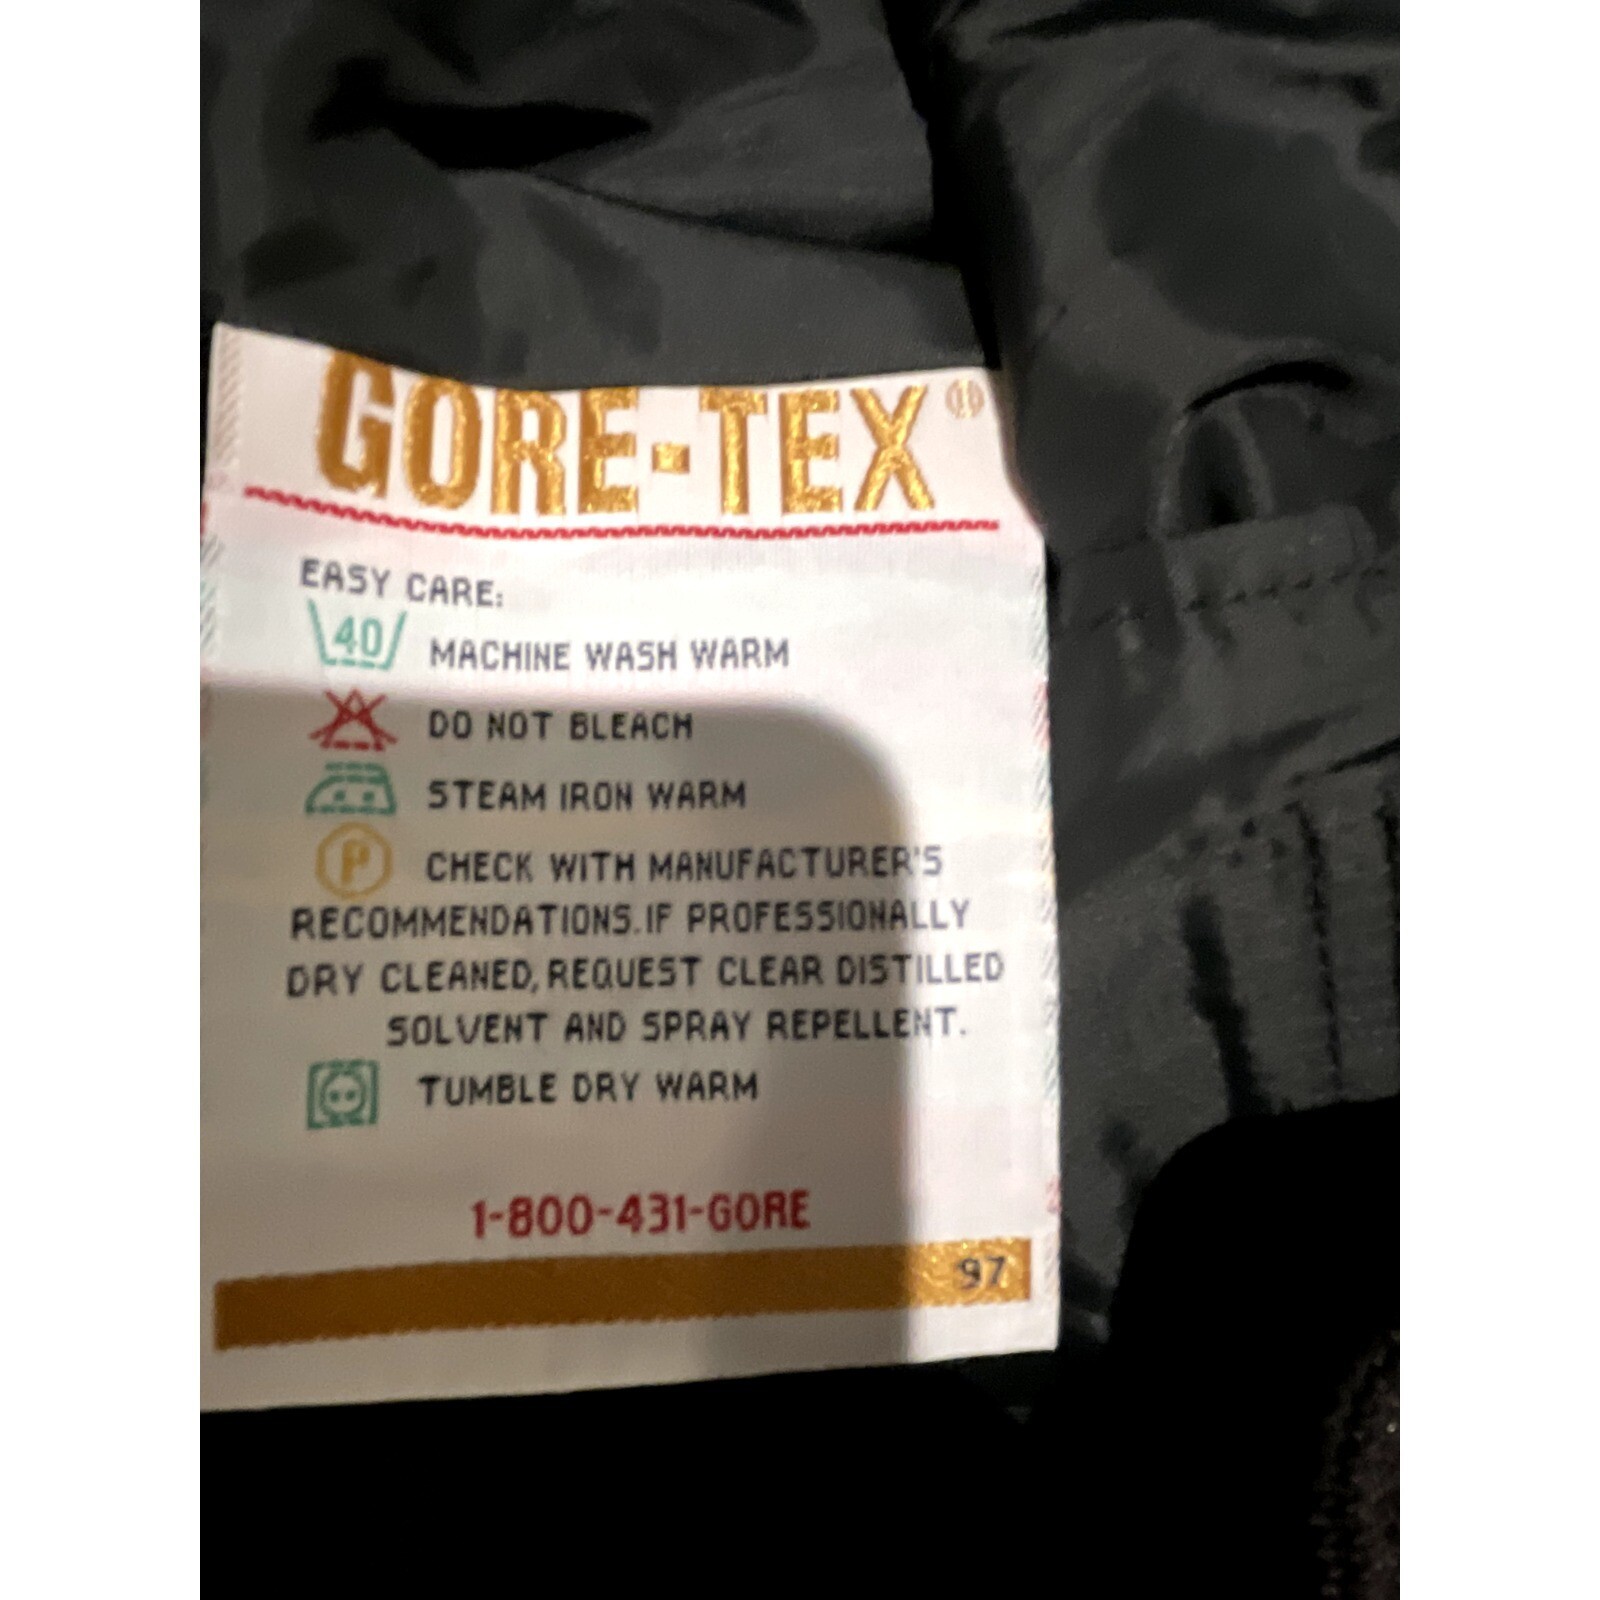 GORE-TEX®
EASY CARE:
40 MACHINE WASH WARM
DO NOT BLEACH
STEAM IRON WARM
P CHECK WITH MANUFACTURER'S
RECOMMENDATIONS. IF PROFESSIONALLY
DRY CLEANED, REQUEST CLEAR DISTILLED
SOLVENT AND SPRAY REPELLENT.
TUMBLE DRY WARM
1-800-431-GORE
97